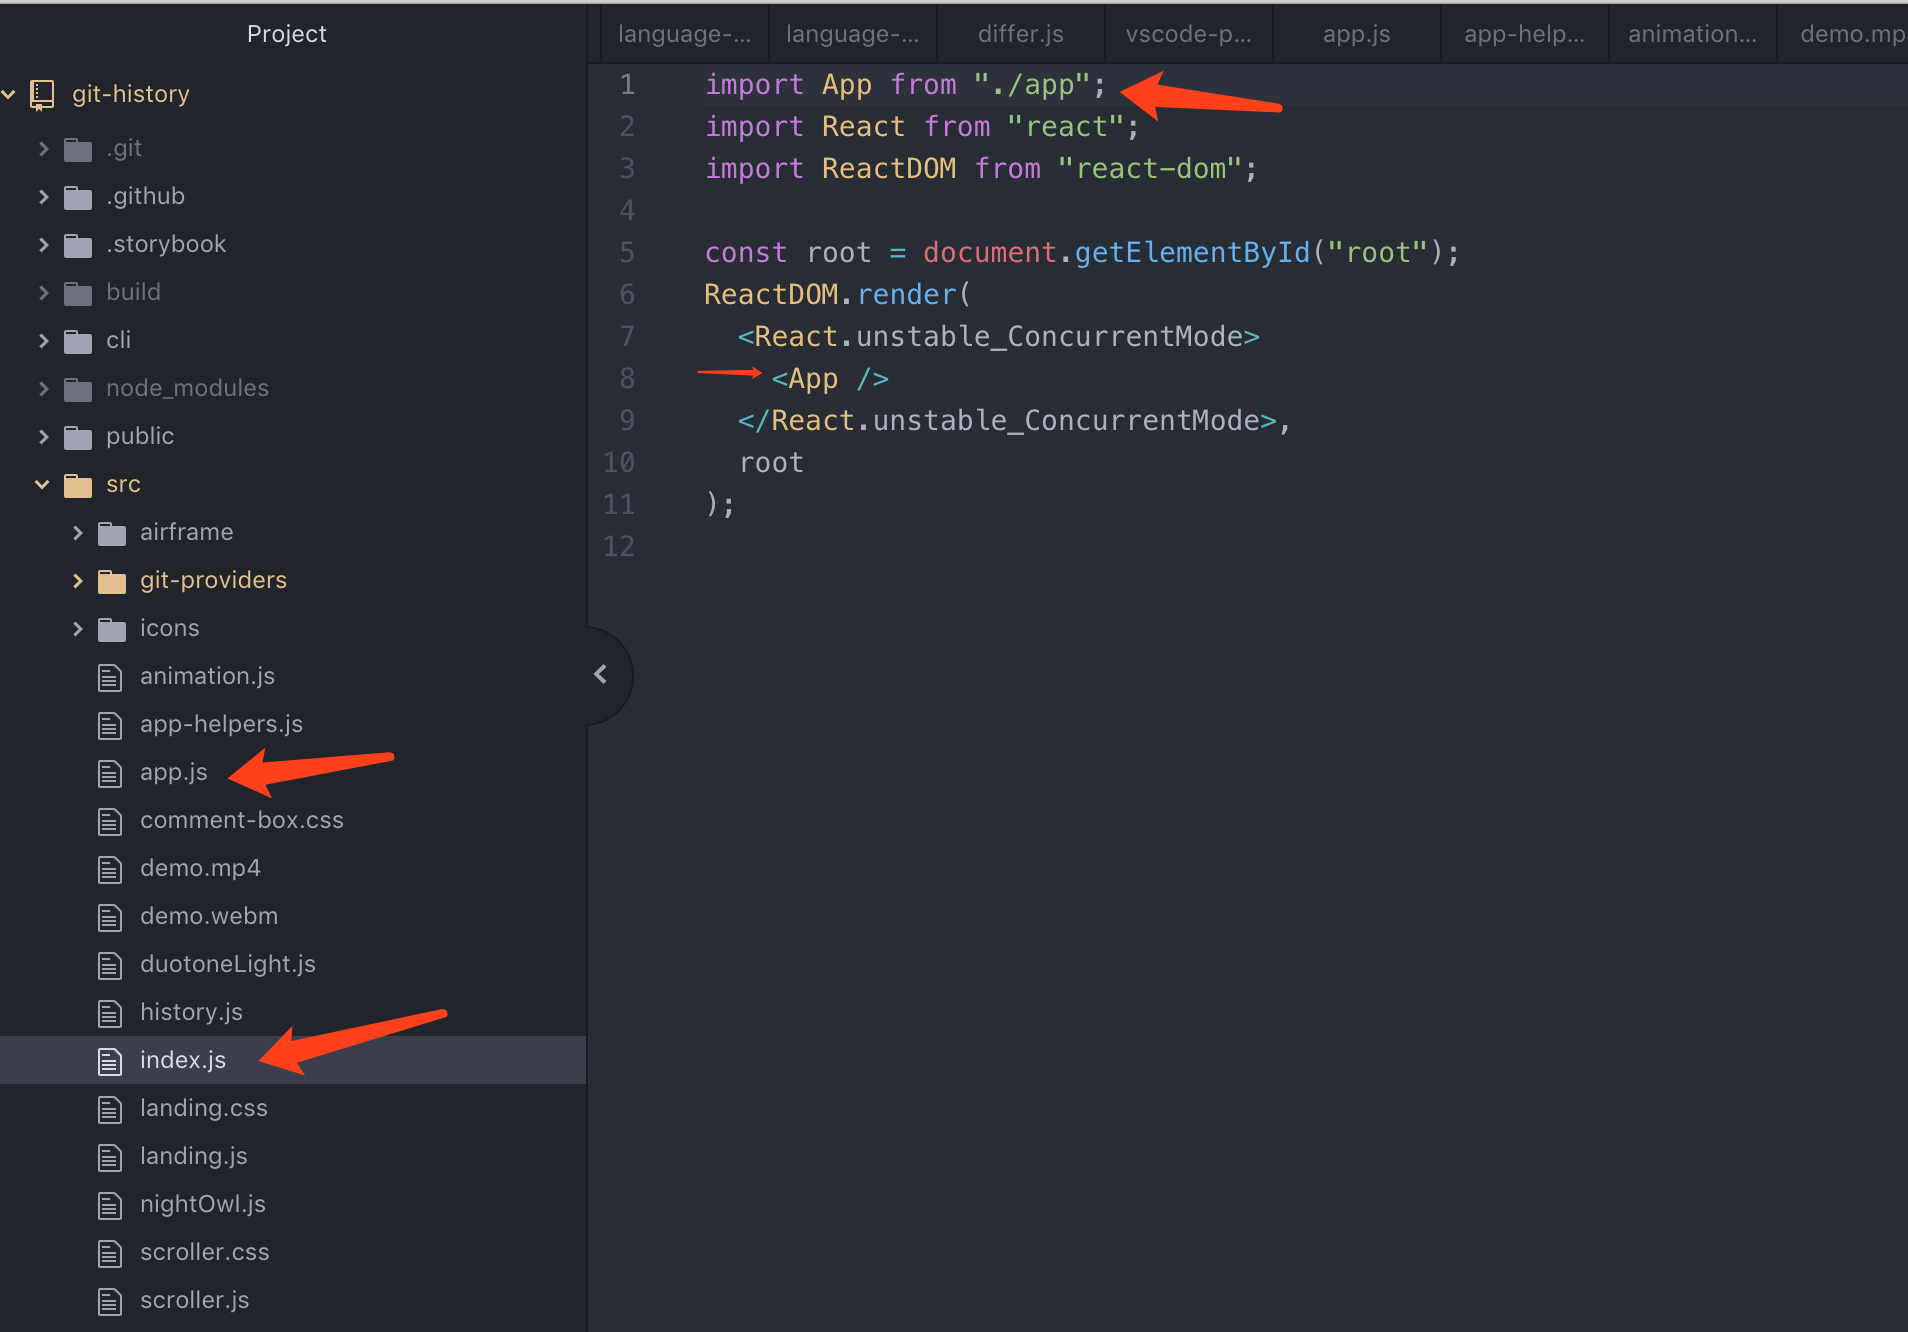 Project
git-history
.git
.github
.storybook
build
cli
node_modules
public
src
airframe
git-providers
icons
animation.js
app-helpers.js
app.js
comment-box.css
demo.mp4
demo.webm
duotoneLight.js
history.js
index.js
landing.css
landing.js
nightOwl.js
scroller.css
scroller.js
language-... language-... differ.js vscode-p... app.js app-help... animation... demo.mp
1 import App from "./app";
2 import React from "react";
3 import ReactDOM from "react-dom";
4
5 const root = document.getElementById("root");
6 ReactDOM.render(
7 <React.unstable_ConcurrentMode>
8 <App />
9 </React.unstable_ConcurrentMode>,
10 root
11 );
12